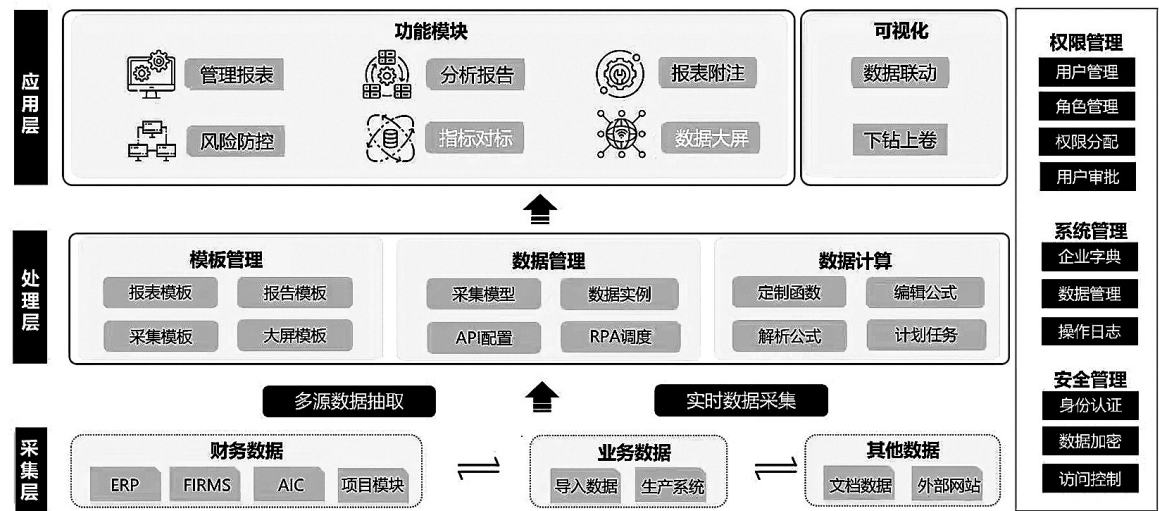 应用层
功能模块
管理报表
分析报告
报表附注
风险防控
指标对标
数据大屏
可视化
数据联动
下钻上卷
处理层
模板管理
报表模板
报告模板
采集模板
大屏模板
数据管理
采集模型
数据实例
API配置
RPA调度
数据计算
定制函数
编辑公式
解析公式
计划任务
多源数据抽取
实时数据采集
采集层
财务数据
ERP
FIRMS
AIC
项目模块
业务数据
导入数据
生产系统
其他数据
文档数据
外部网站
权限管理
用户管理
角色管理
权限分配
用户审批
系统管理
企业字典
数据管理
操作日志
安全管理
身份认证
数据加密
访问控制